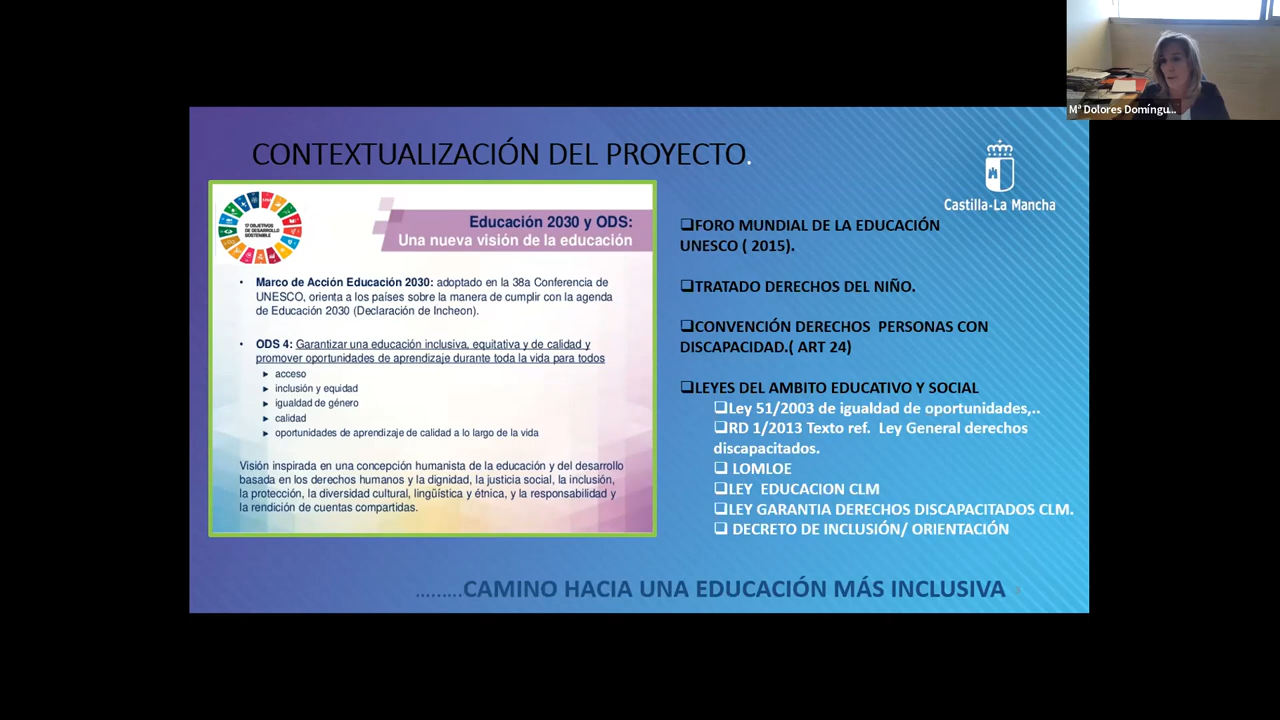 Mª Dolores Domíngu...
CONTEXTUALIZACIÓN DEL PROYECTO.
Castilla-La Mancha
17 OBJETIVOS
DE DESARROLLO
SOSTENIBLE
Educación 2030 y ODS:
Una nueva visión de la educación
• Marco de Acción Educación 2030: adoptado en la 38a Conferencia de
UNESCO, orienta a los países sobre la manera de cumplir con la agenda
de Educación 2030 (Declaración de Incheon).
• ODS 4: Garantizar una educación inclusiva, equitativa y de calidad y
promover oportunidades de aprendizaje durante toda la vida para todos
► acceso
► inclusión y equidad
► igualdad de género
► calidad
► oportunidades de aprendizaje de calidad a lo largo de la vida
Visión inspirada en una concepción humanista de la educación y del desarrollo
basada en los derechos humanos y la dignidad, la justicia social, la inclusión,
la protección, la diversidad cultural, lingüística y étnica, y la responsabilidad y
la rendición de cuentas compartidas.
❑FORO MUNDIAL DE LA EDUCACIÓN
UNESCO ( 2015).
❑TRATADO DERECHOS DEL NIÑO.
❑CONVENCIÓN DERECHOS PERSONAS CON
DISCAPACIDAD.( ART 24)
❑LEYES DEL AMBITO EDUCATIVO Y SOCIAL
❑Ley 51/2003 de igualdad de oportunidades,..
❑RD 1/2013 Texto ref. Ley General derechos
discapacitados.
❑ LOMLOE
❑LEY EDUCACION CLM
❑LEY GARANTIA DERECHOS DISCAPACITADOS CLM.
❑ DECRETO DE INCLUSIÓN/ ORIENTACIÓN
.........CAMINO HACIA UNA EDUCACIÓN MÁS INCLUSIVA